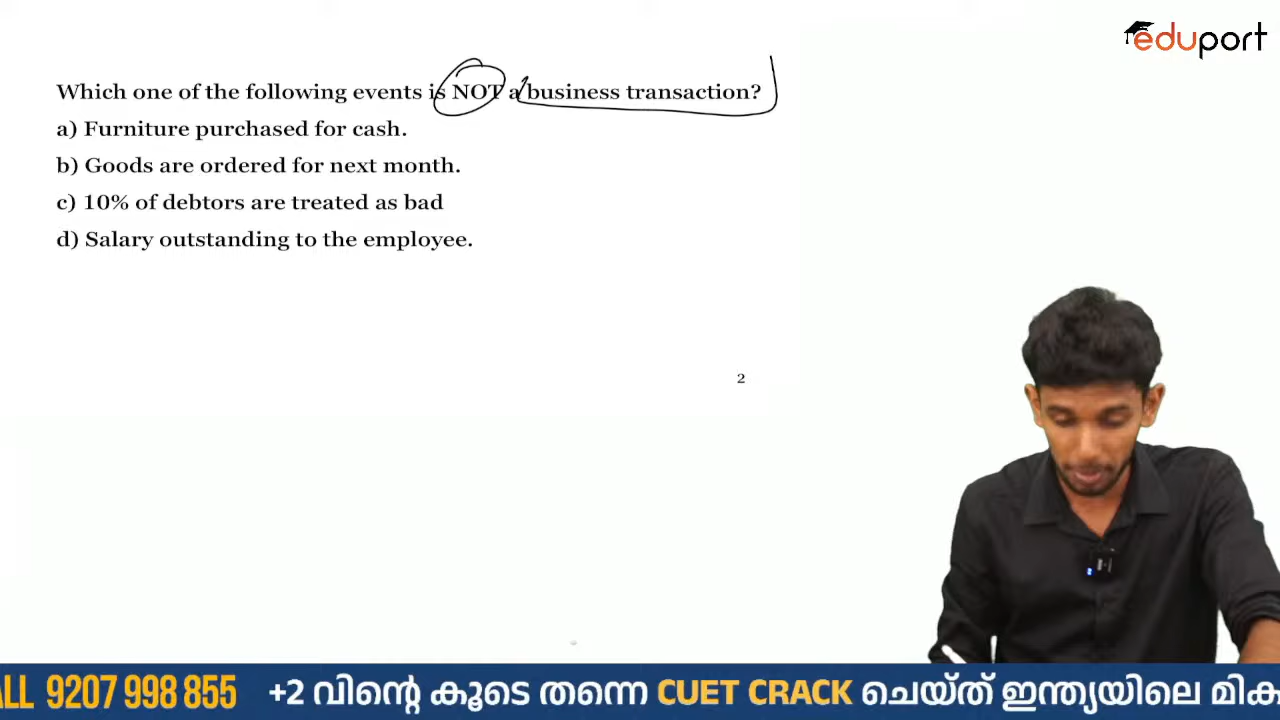 eduport
Which one of the following events is NOT a business transaction?
a) Furniture purchased for cash.
b) Goods are ordered for next month.
c) 10% of debtors are treated as bad
d) Salary outstanding to the employee.
2
ALL 9207 998 855 +2 വിന്റെ കൂടെ തന്നെ CUET CRACK ചെയ്ത് ഇന്ത്യയിലെ